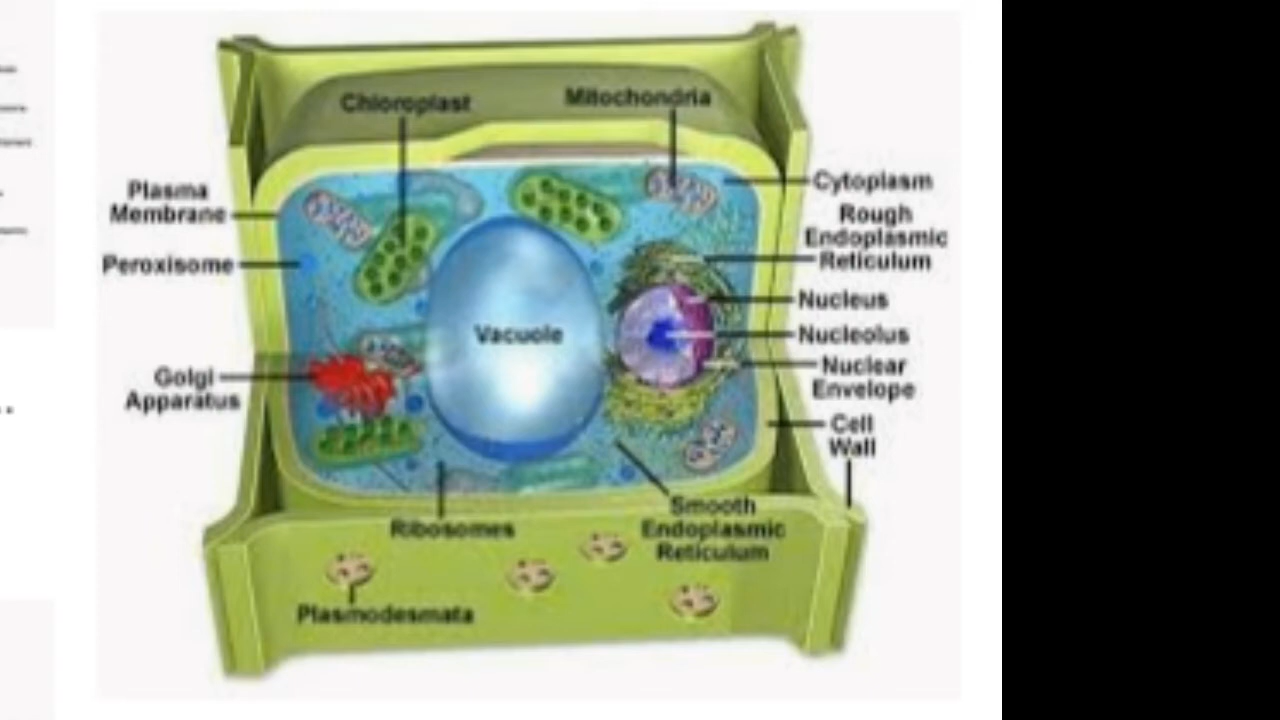 Chloroplast
Mitochondria
Plasma
Membrane
Cytoplasm
Rough
Endoplasmic
Reticulum
Peroxisome
Nucleus
Vacuole
Nucleolus
Nuclear
Envelope
Golgi
Apparatus
Cell
Wall
Smooth
Endoplasmic
Reticulum
Ribosomes
Plasmodesmata
..